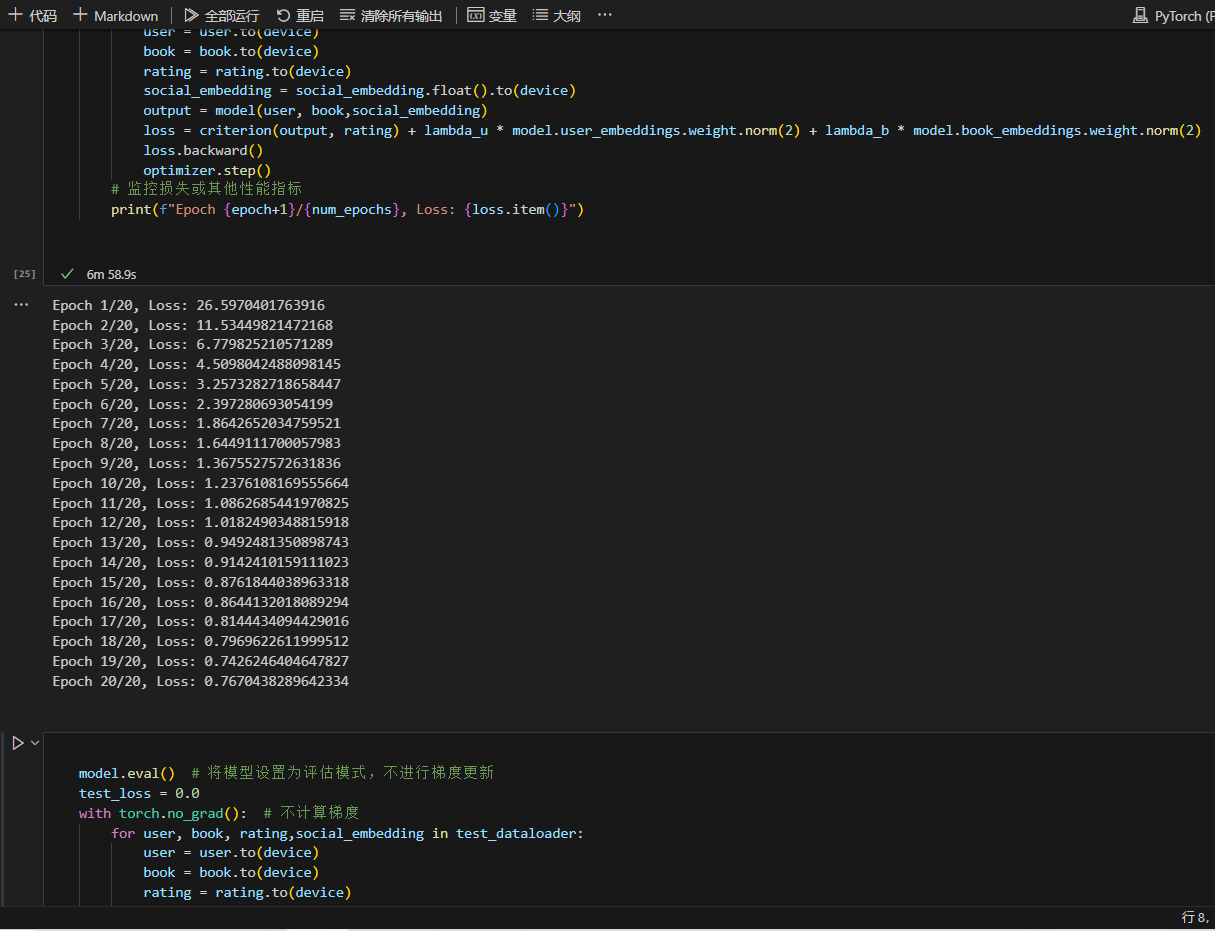 代码 Markdown 全部运行 重启 清除所有输出 变量 大纲 ... PyTorch (P
user = user.to(device)
book = book.to(device)
rating = rating.to(device)
social_embedding = social_embedding.float().to(device)
output = model(user, book,social_embedding)
loss = criterion(output, rating) + lambda_u * model.user_embeddings.weight.norm(2) + lambda_b * model.book_embeddings.weight.norm(2)
loss.backward()
optimizer.step()
# 监控损失或其他性能指标
print(f"Epoch {epoch+1}/{num_epochs}, Loss: {loss.item()}")
[25] 6m 58.9s
...
Epoch 1/20, Loss: 26.5970401763916
Epoch 2/20, Loss: 11.53449821472168
Epoch 3/20, Loss: 6.779825210571289
Epoch 4/20, Loss: 4.5098042488098145
Epoch 5/20, Loss: 3.2573282718658447
Epoch 6/20, Loss: 2.397280693054199
Epoch 7/20, Loss: 1.8642652034759521
Epoch 8/20, Loss: 1.6449111700057983
Epoch 9/20, Loss: 1.3675527572631836
Epoch 10/20, Loss: 1.2376108169555664
Epoch 11/20, Loss: 1.0862685441970825
Epoch 12/20, Loss: 1.0182490348815918
Epoch 13/20, Loss: 0.9492481350898743
Epoch 14/20, Loss: 0.9142410159111023
Epoch 15/20, Loss: 0.8761844038963318
Epoch 16/20, Loss: 0.8644132018089294
Epoch 17/20, Loss: 0.8144434094429016
Epoch 18/20, Loss: 0.7969622611999512
Epoch 19/20, Loss: 0.7426246404647827
Epoch 20/20, Loss: 0.7670438289642334
model.eval() # 将模型设置为评估模式，不进行梯度更新
test_loss = 0.0
with torch.no_grad(): # 不计算梯度
for user, book, rating,social_embedding in test_dataloader:
user = user.to(device)
book = book.to(device)
rating = rating.to(device)
行 8,